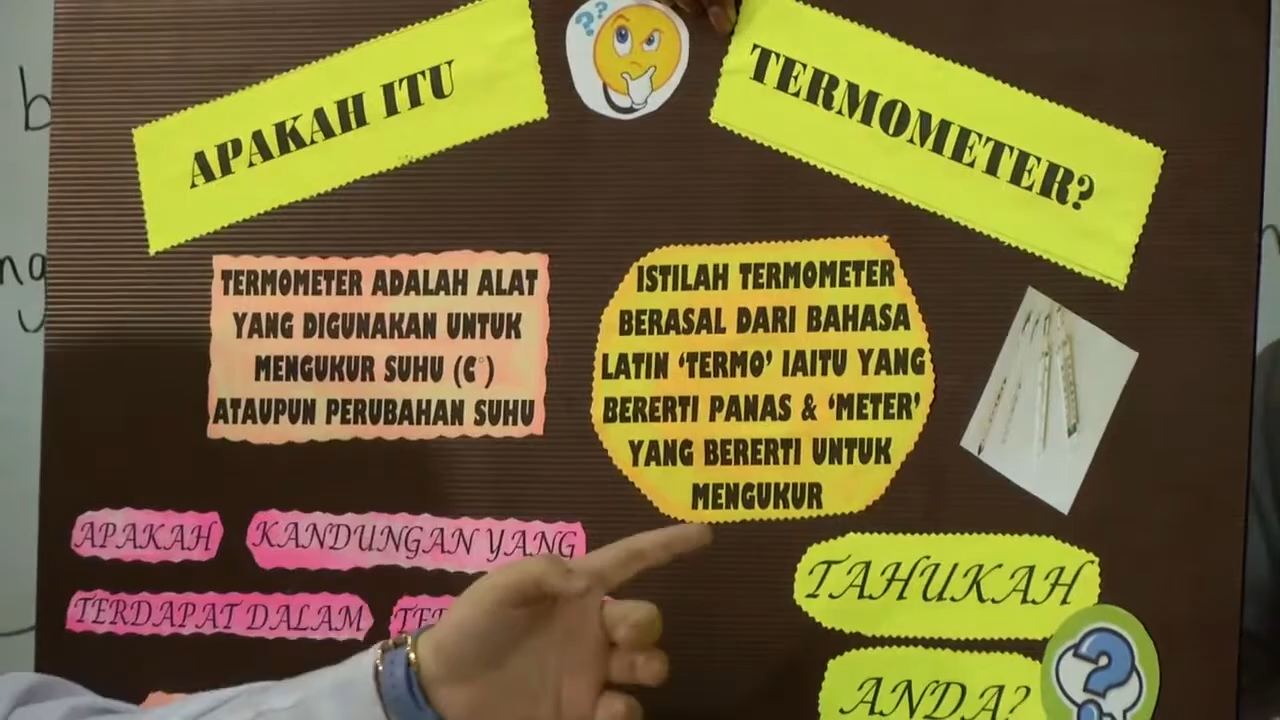 APAKAH ITU
TERMOMETER?
TERMOMETER ADALAH ALAT
YANG DIGUNAKAN UNTUK
MENGUKUR SUHU (C°)
ATAUPUN PERUBAHAN SUHU
ISTILAH TERMOMETER
BERASAL DARI BAHASA
LATIN ‘TERMO’ IAITU YANG
BERERTI PANAS & ‘METER’
YANG BERERTI UNTUK
MENGUKUR
APAKAH KANDUNGAN YANG
TERDAPAT DALAM
TAHUKAH
ANDA?